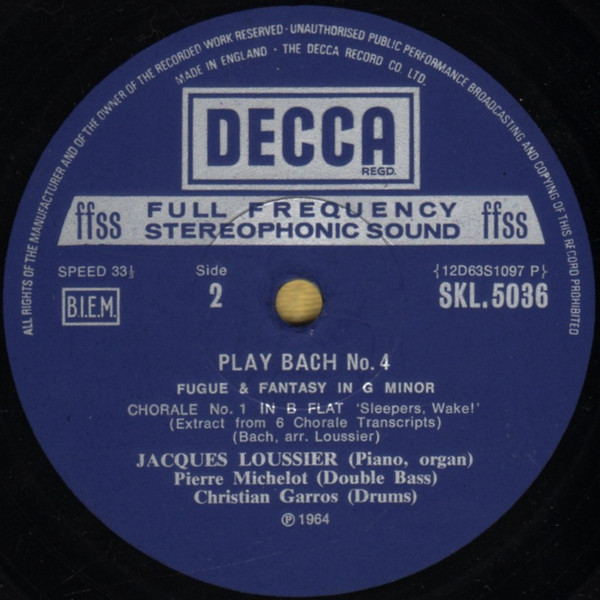 ALL RIGHTS OF THE MANUFACTURER AND OF THE OWNER OF THE RECORDED WORK RESERVED · UNAUTHORISED PUBLIC PERFORMANCE BROADCASTING AND COPYING OF THIS RECORD PROHIBITED
MADE IN ENGLAND · THE DECCA RECORD CO. LTD.
DECCA
REGD.
ffss FULL FREQUENCY ffss
STEREOPHONIC SOUND
SPEED 33⅓ Side {12D63S1097 P}
B.I.E.M. 2 SKL.5036
PLAY BACH No. 4
FUGUE & FANTASY IN G MINOR
CHORALE No. 1 IN B FLAT 'Sleepers, Wake!'
(Extract from 6 Chorale Transcripts)
(Bach, arr. Loussier)
JACQUES LOUSSIER (Piano, organ)
Pierre Michelot (Double Bass)
Christian Garros (Drums)
℗ 1964